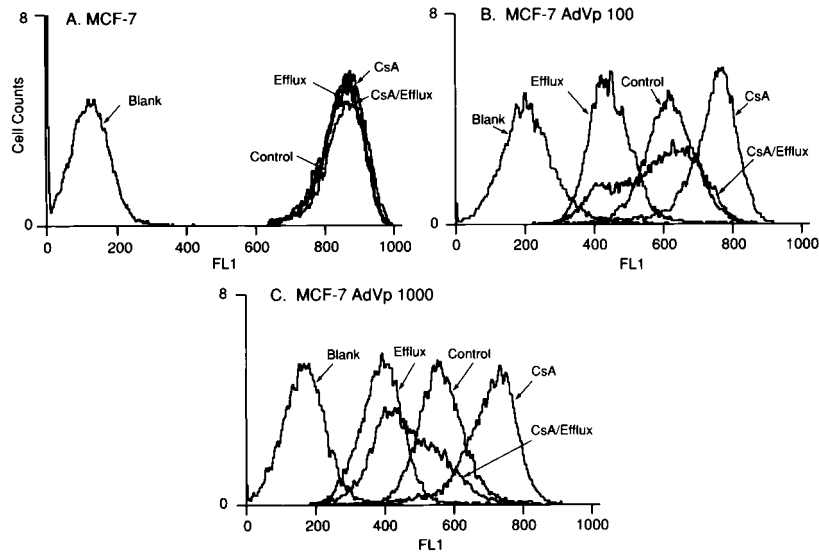 A. MCF-7
8
Cell Counts
0
Blank
Efflux
CsA
CsA/Efflux
Control
0 200 400 600 800 1000
FL1
B. MCF-7 AdVp 100
8
0
Blank
Efflux
Control
CsA
CsA/Efflux
0 200 400 600 800 1000
FL1
C. MCF-7 AdVp 1000
8
0
Blank
Efflux
Control
CsA
CsA/Efflux
0 200 400 600 800 1000
FL1